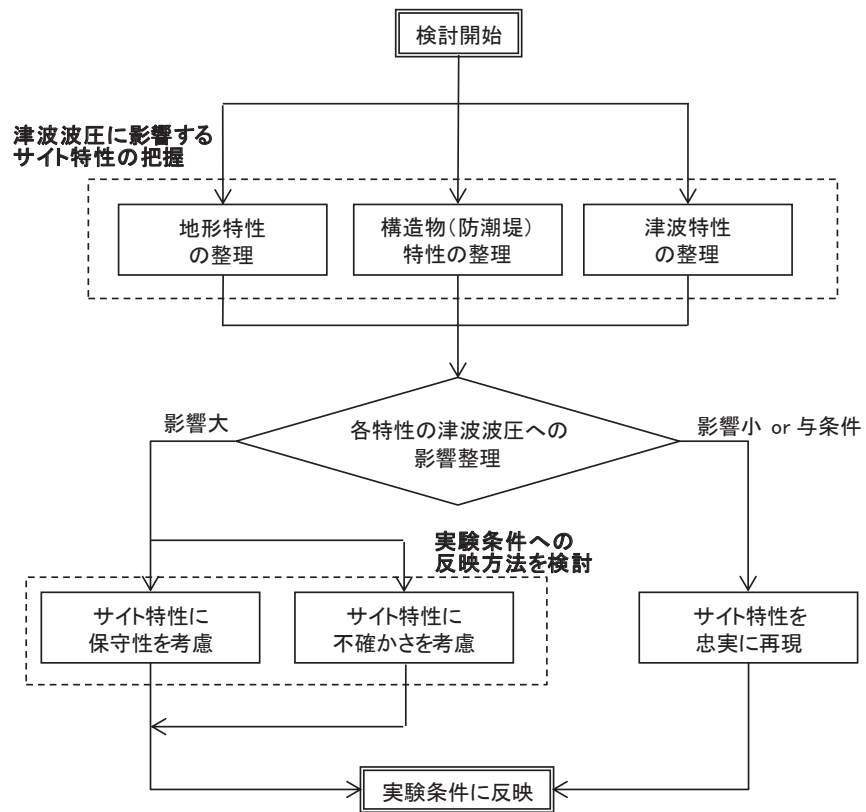 検討開始
津波波圧に影響する
サイト特性の把握
地形特性
の整理
構造物(防潮堤)
特性の整理
津波特性
の整理
各特性の津波波圧への
影響整理
影響大
影響小 or 与条件
実験条件への
反映方法を検討
サイト特性に
保守性を考慮
サイト特性に
不確かさを考慮
サイト特性を
忠実に再現
実験条件に反映